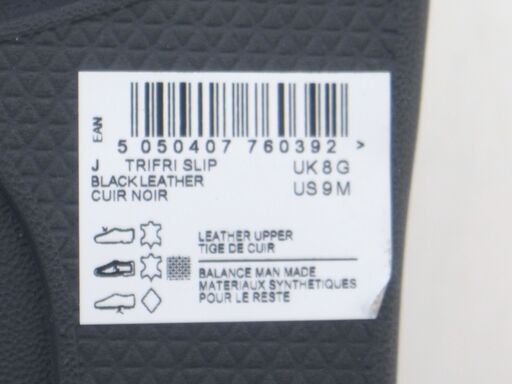 EAN
5 050407 760392 >
J TRIFRI SLIP UK 8 G
BLACK LEATHER US 9 M
CUIR NOIR
LEATHER UPPER
TIGE DE CUIR
BALANCE MAN MADE
MATERIAUX SYNTHETIQUES
POUR LE RESTE